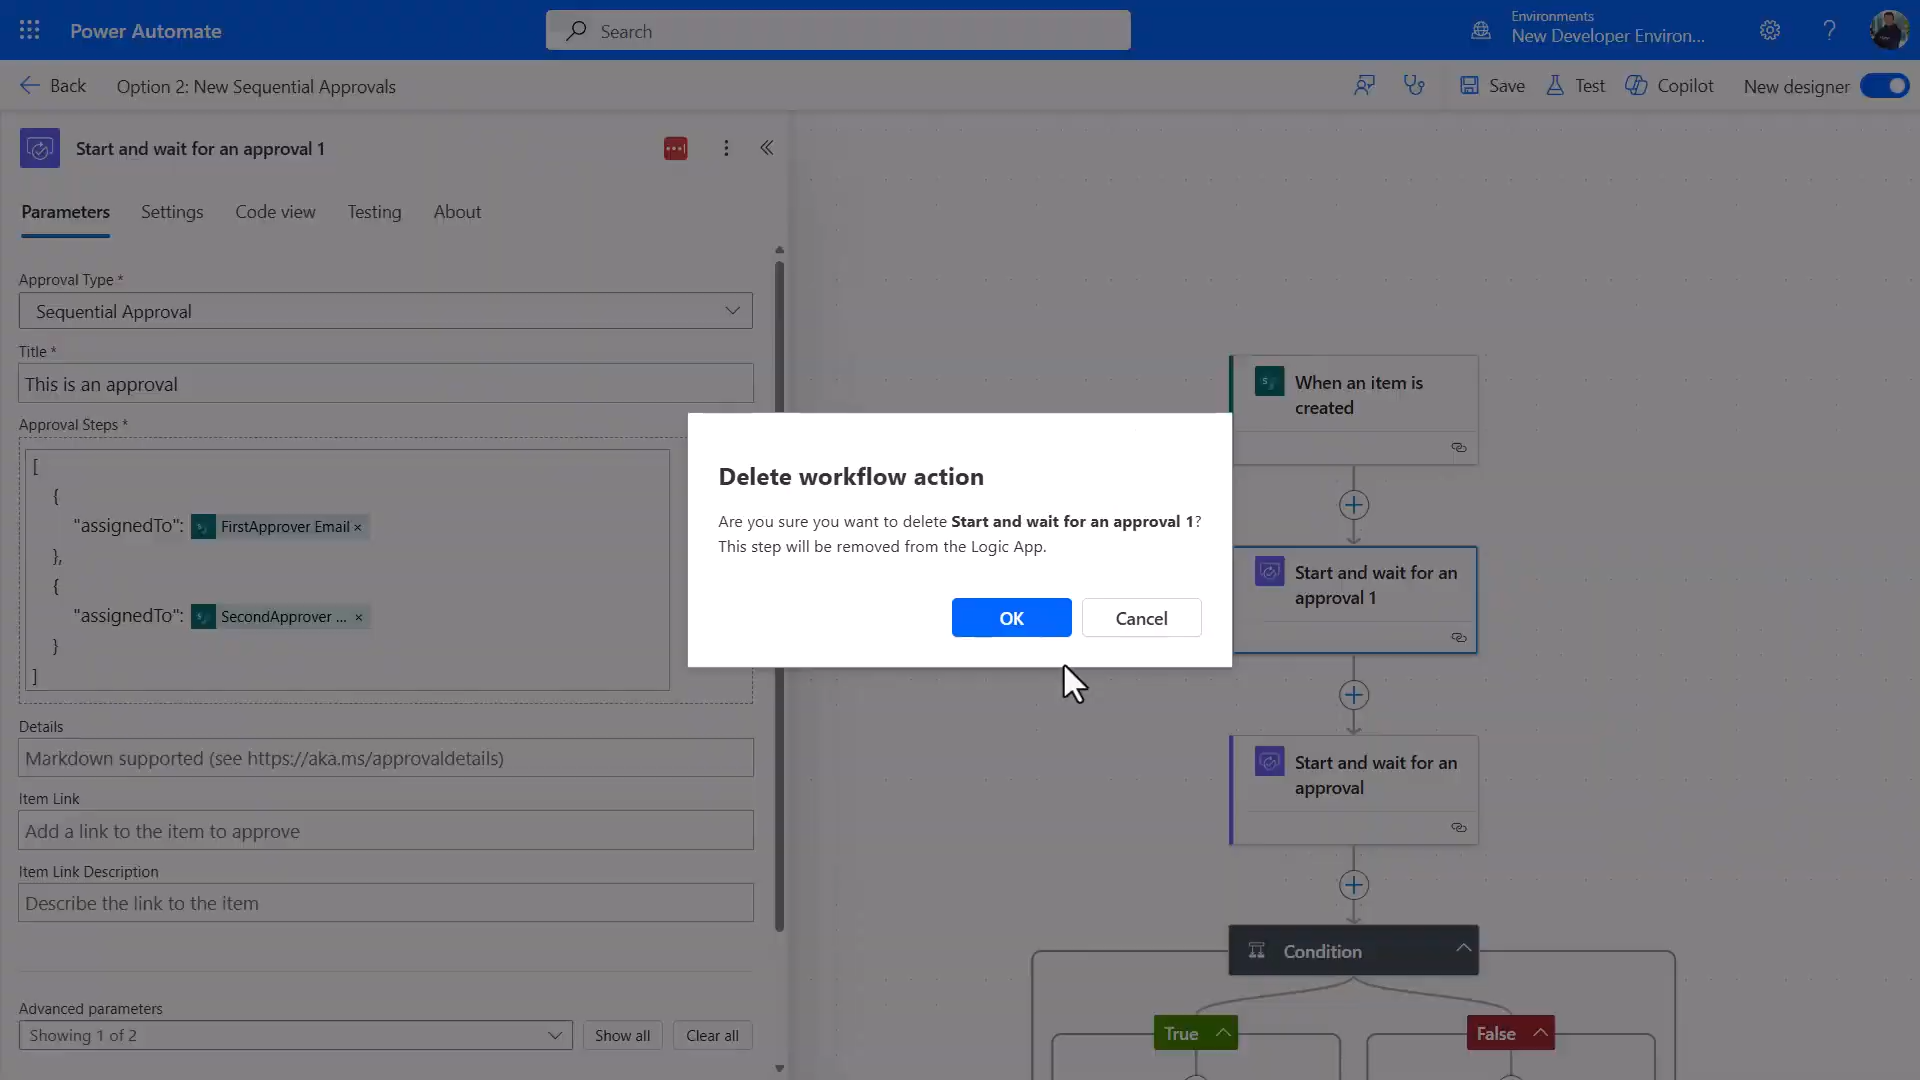 Power Automate
Search
Environments
New Developer Environ...
?
Back
Option 2: New Sequential Approvals
Save
Test
Copilot
New designer
Start and wait for an approval 1
Parameters
Settings
Code view
Testing
About
Approval Type *
Sequential Approval
Title *
This is an approval
Approval Steps *
[
{
"assignedTo": FirstApprover Email ×
},
{
"assignedTo": SecondApprover ... ×
}
]
Details
Markdown supported (see https://aka.ms/approvaldetails)
Item Link
Add a link to the item to approve
Item Link Description
Describe the link to the item
Advanced parameters
Showing 1 of 2
Show all
Clear all
Delete workflow action
Are you sure you want to delete Start and wait for an approval 1?
This step will be removed from the Logic App.
OK
Cancel
When an item is
created
Start and wait for an
approval 1
Start and wait for an
approval
Condition
True
False